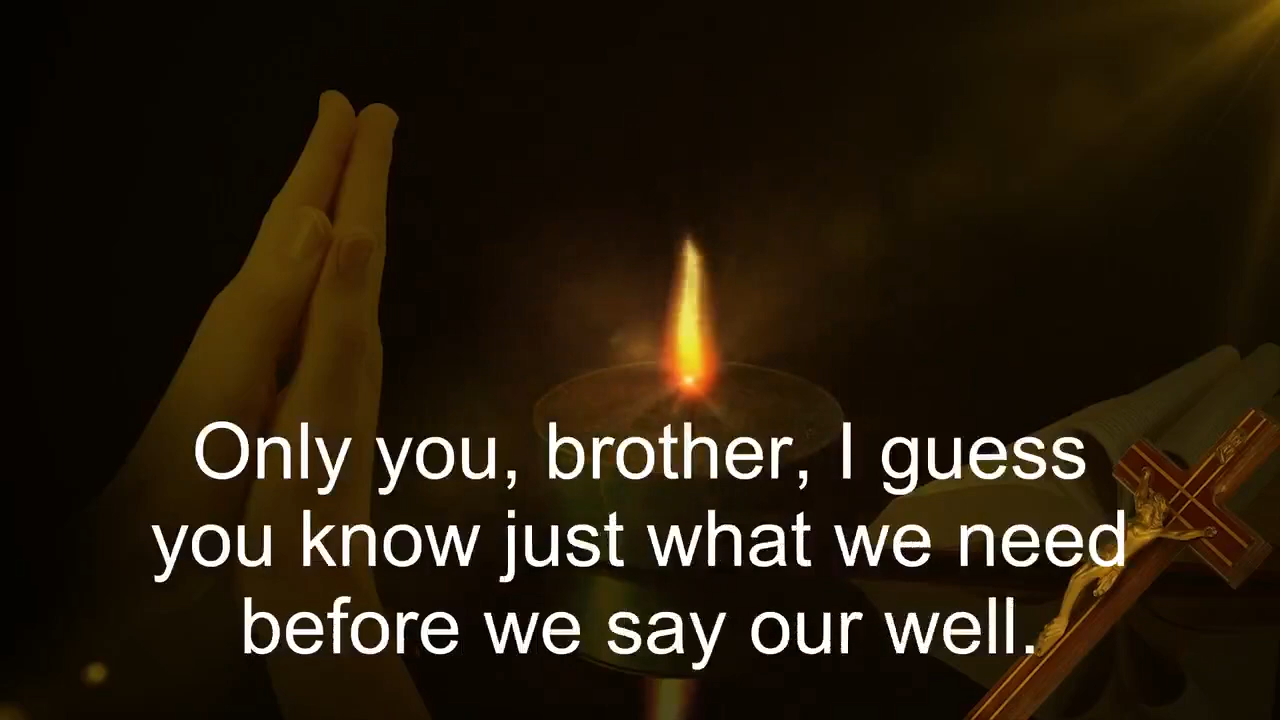 Only you, brother, I guess
you know just what we need
before we say our well.